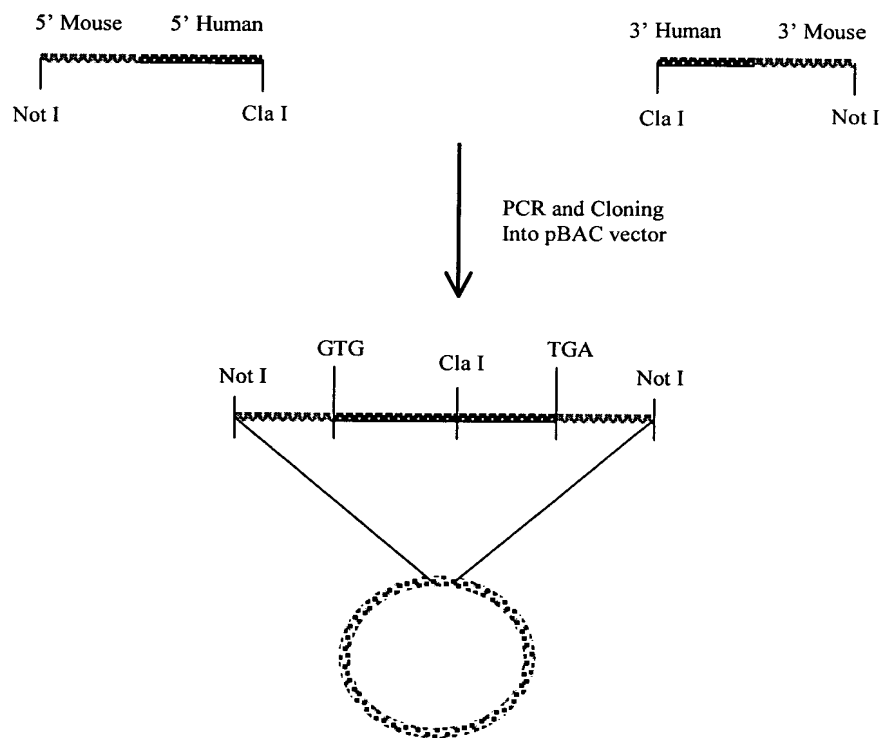 5’ Mouse 5’ Human
3’ Human 3’ Mouse
Not I
Cla I
Cla I
Not I
PCR and Cloning
Into pBAC vector
GTG
Cla I
TGA
Not I
Not I